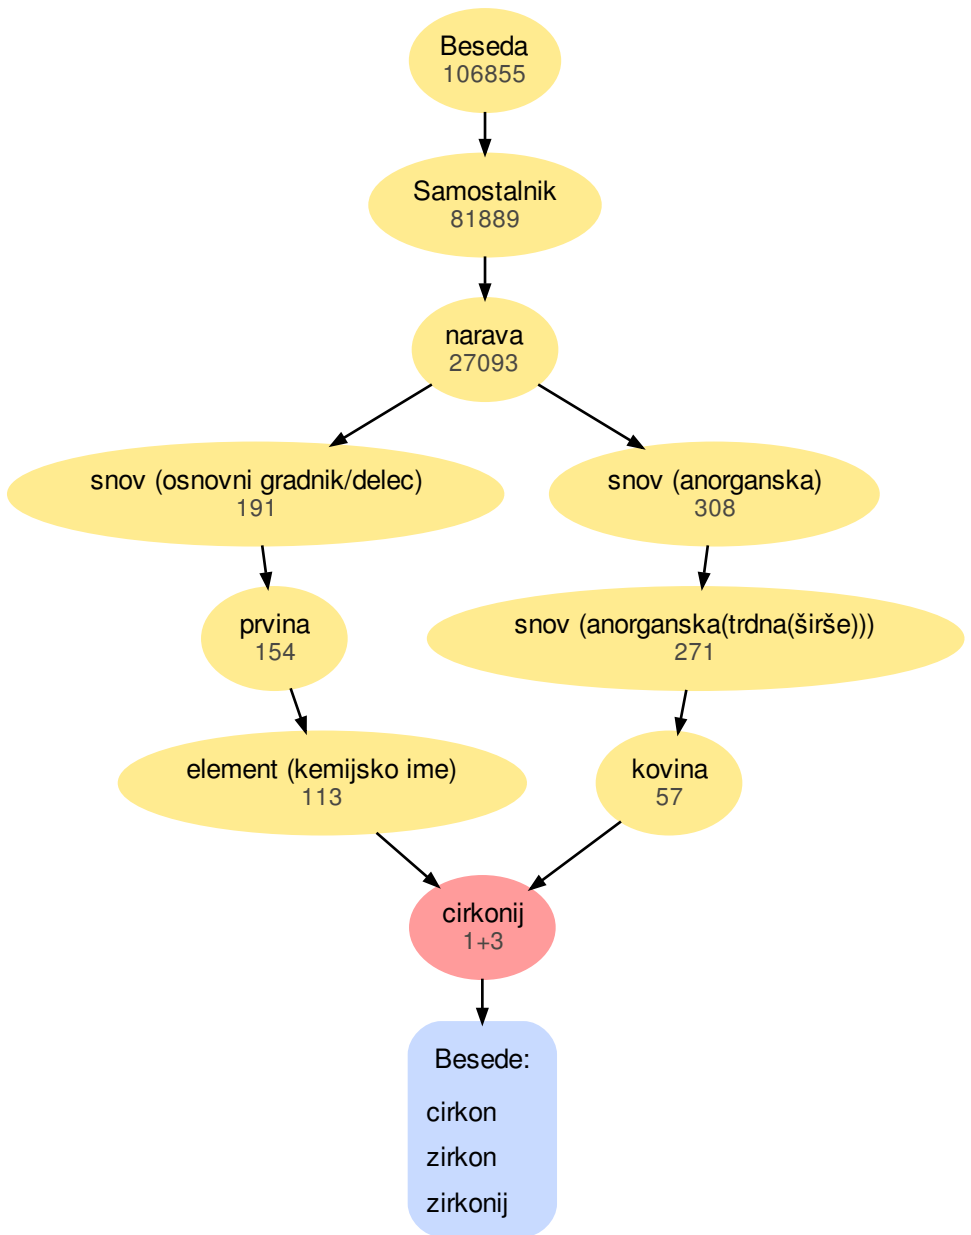 Beseda
106855
Samostalnik
81889
narava
27093
snov (osnovni gradnik/delec)
191
snov (anorganska)
308
prvina
154
snov (anorganska(trdna(širše)))
271
element (kemijsko ime)
113
kovina
57
cirkonij
1+3
Besede:
cirkon
zirkon
zirkonij